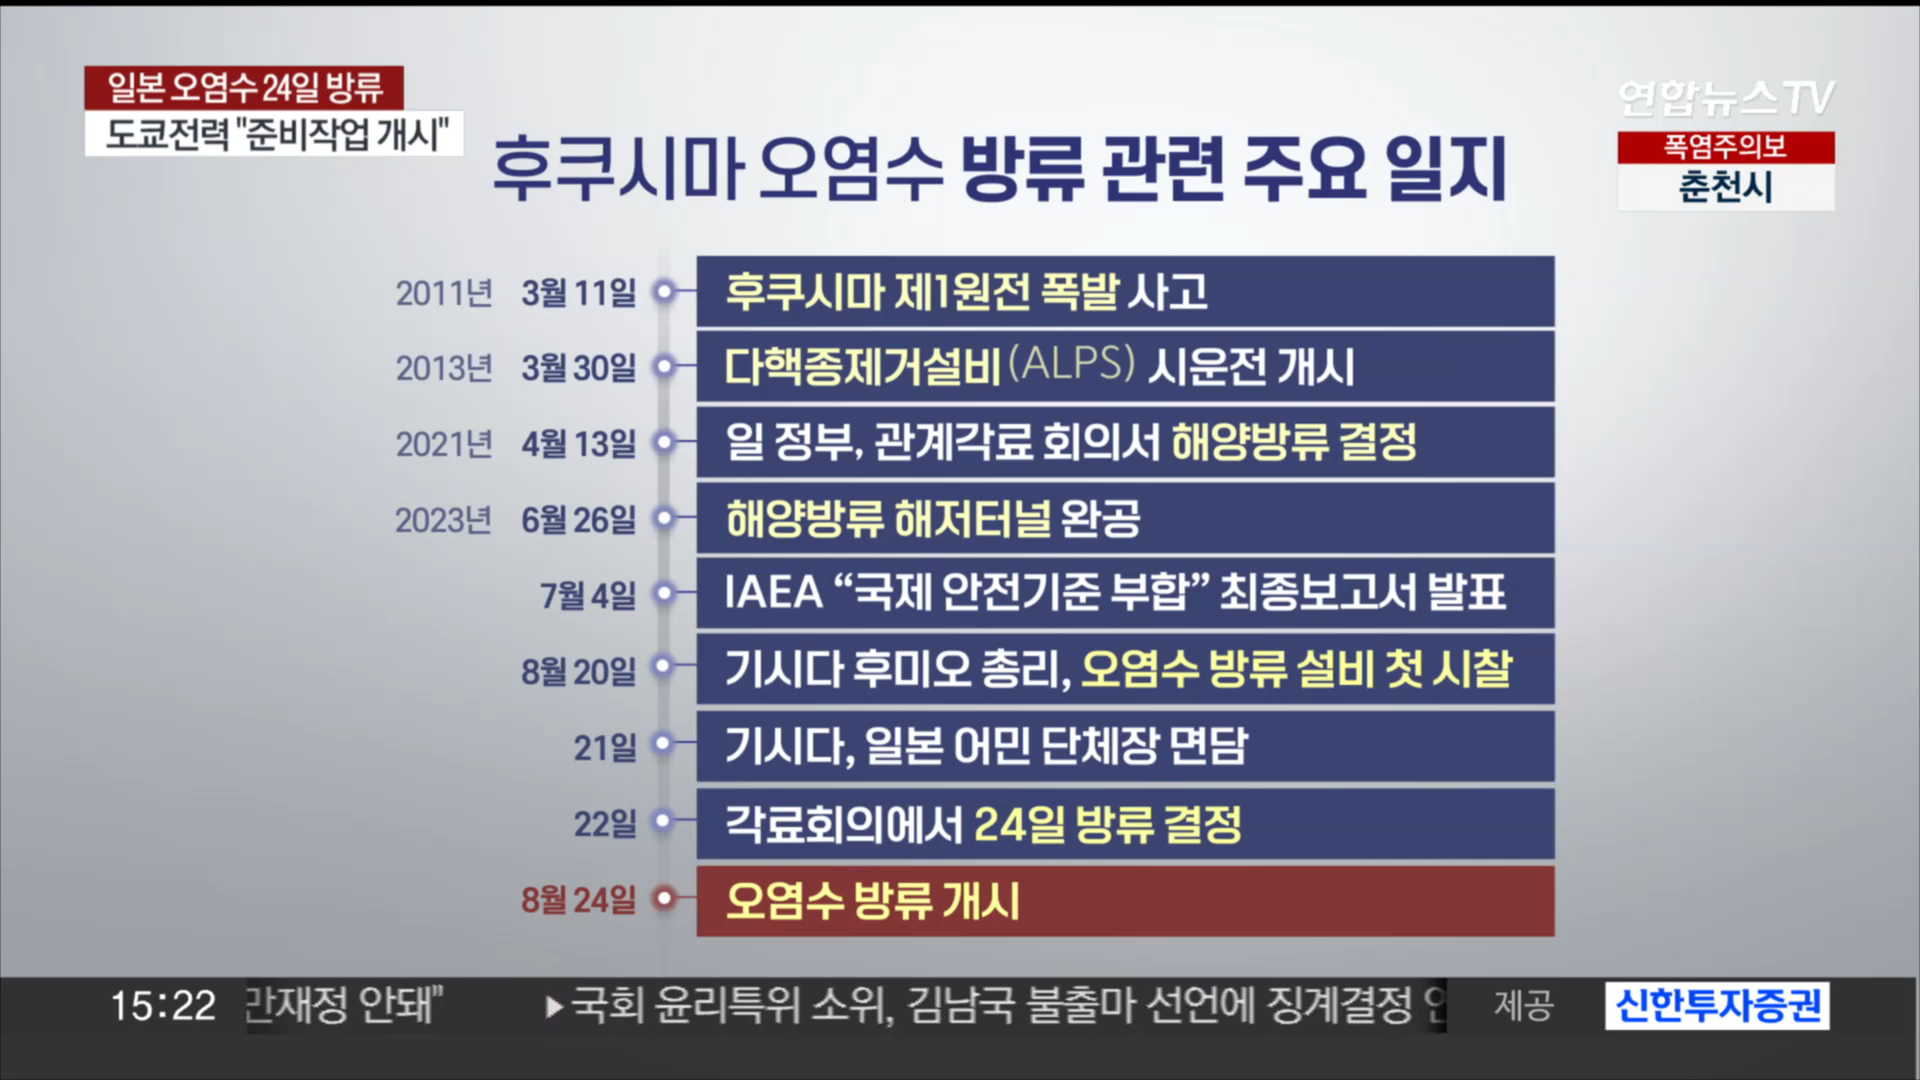 일본 오염수 24일 방류
도쿄전력 "준비작업 개시"
연합뉴스TV
폭염주의보
춘천시
후쿠시마 오염수 방류 관련 주요 일지
2011년 3월 11일 후쿠시마 제1원전 폭발 사고
2013년 3월 30일 다핵종제거설비(ALPS) 시운전 개시
2021년 4월 13일 일 정부, 관계각료 회의서 해양방류 결정
2023년 6월 26일 해양방류 해저터널 완공
7월 4일 IAEA “국제 안전기준 부합” 최종보고서 발표
8월 20일 기시다 후미오 총리, 오염수 방류 설비 첫 시찰
21일 기시다, 일본 어민 단체장 면담
22일 각료회의에서 24일 방류 결정
8월 24일 오염수 방류 개시
15:22 만재정 안돼" ▶국회 윤리특위 소위, 김남국 불출마 선언에 징계결정 제공 신한투자증권